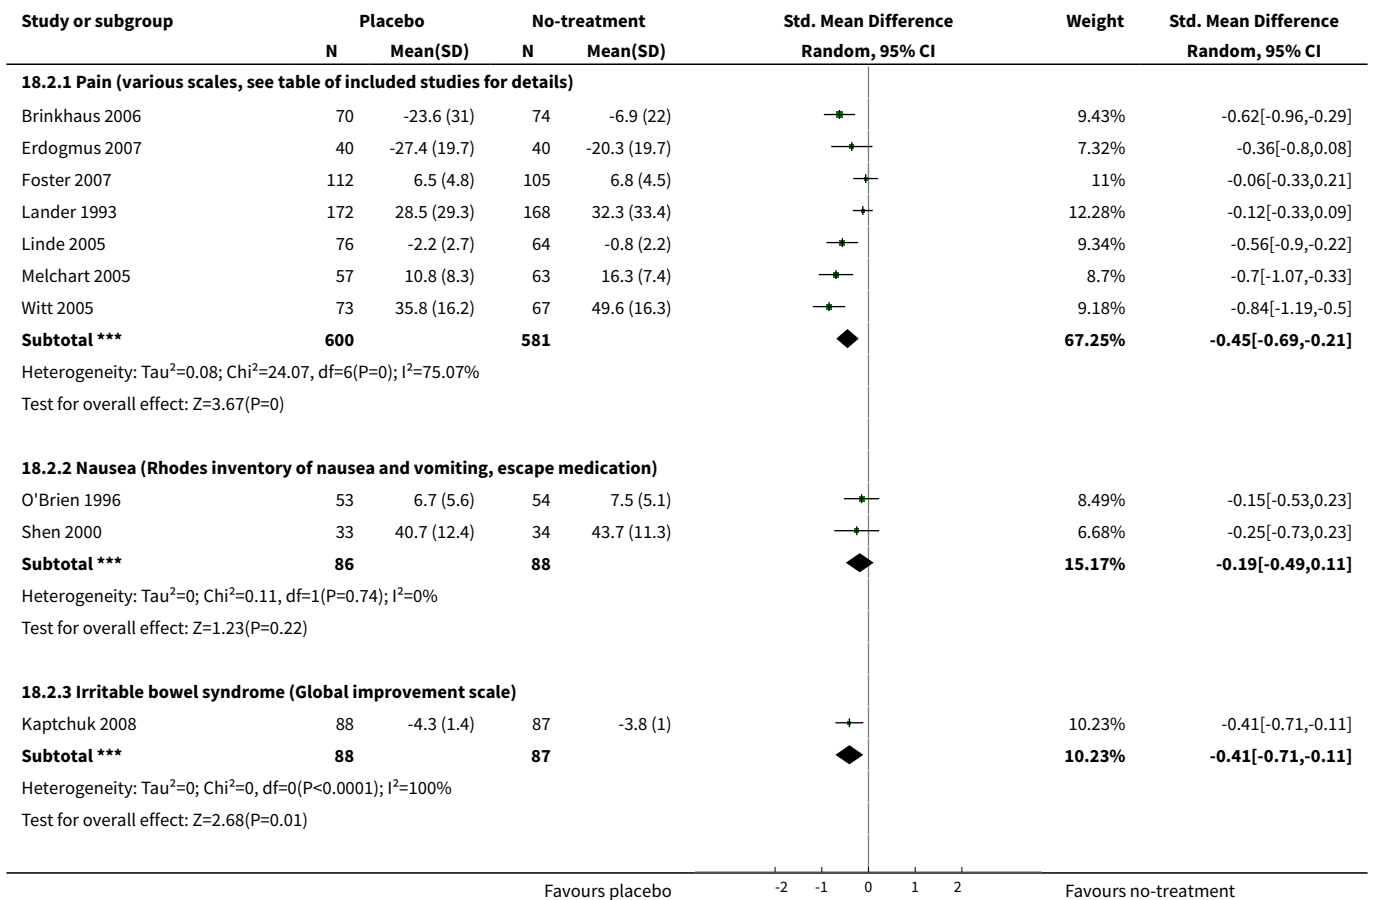 Study or subgroup Placebo No-treatment Std. Mean Difference Weight Std. Mean Difference
N Mean(SD) N Mean(SD) Random, 95% CI Random, 95% CI
18.2.1 Pain (various scales, see table of included studies for details)
Brinkhaus 2006 70 -23.6 (31) 74 -6.9 (22) 9.43% -0.62[-0.96,-0.29]
Erdogmus 2007 40 -27.4 (19.7) 40 -20.3 (19.7) 7.32% -0.36[-0.8,0.08]
Foster 2007 112 6.5 (4.8) 105 6.8 (4.5) 11% -0.06[-0.33,0.21]
Lander 1993 172 28.5 (29.3) 168 32.3 (33.4) 12.28% -0.12[-0.33,0.09]
Linde 2005 76 -2.2 (2.7) 64 -0.8 (2.2) 9.34% -0.56[-0.9,-0.22]
Melchart 2005 57 10.8 (8.3) 63 16.3 (7.4) 8.7% -0.7[-1.07,-0.33]
Witt 2005 73 35.8 (16.2) 67 49.6 (16.3) 9.18% -0.84[-1.19,-0.5]
Subtotal *** 600 581 67.25% -0.45[-0.69,-0.21]
Heterogeneity: Tau²=0.08; Chi²=24.07, df=6(P=0); I²=75.07%
Test for overall effect: Z=3.67(P=0)
18.2.2 Nausea (Rhodes inventory of nausea and vomiting, escape medication)
O'Brien 1996 53 6.7 (5.6) 54 7.5 (5.1) 8.49% -0.15[-0.53,0.23]
Shen 2000 33 40.7 (12.4) 34 43.7 (11.3) 6.68% -0.25[-0.73,0.23]
Subtotal *** 86 88 15.17% -0.19[-0.49,0.11]
Heterogeneity: Tau²=0; Chi²=0.11, df=1(P=0.74); I²=0%
Test for overall effect: Z=1.23(P=0.22)
18.2.3 Irritable bowel syndrome (Global improvement scale)
Kaptchuk 2008 88 -4.3 (1.4) 87 -3.8 (1) 10.23% -0.41[-0.71,-0.11]
Subtotal *** 88 87 10.23% -0.41[-0.71,-0.11]
Heterogeneity: Tau²=0; Chi²=0, df=0(P<0.0001); I²=100%
Test for overall effect: Z=2.68(P=0.01)
Favours placebo -2 -1 0 1 2 Favours no-treatment